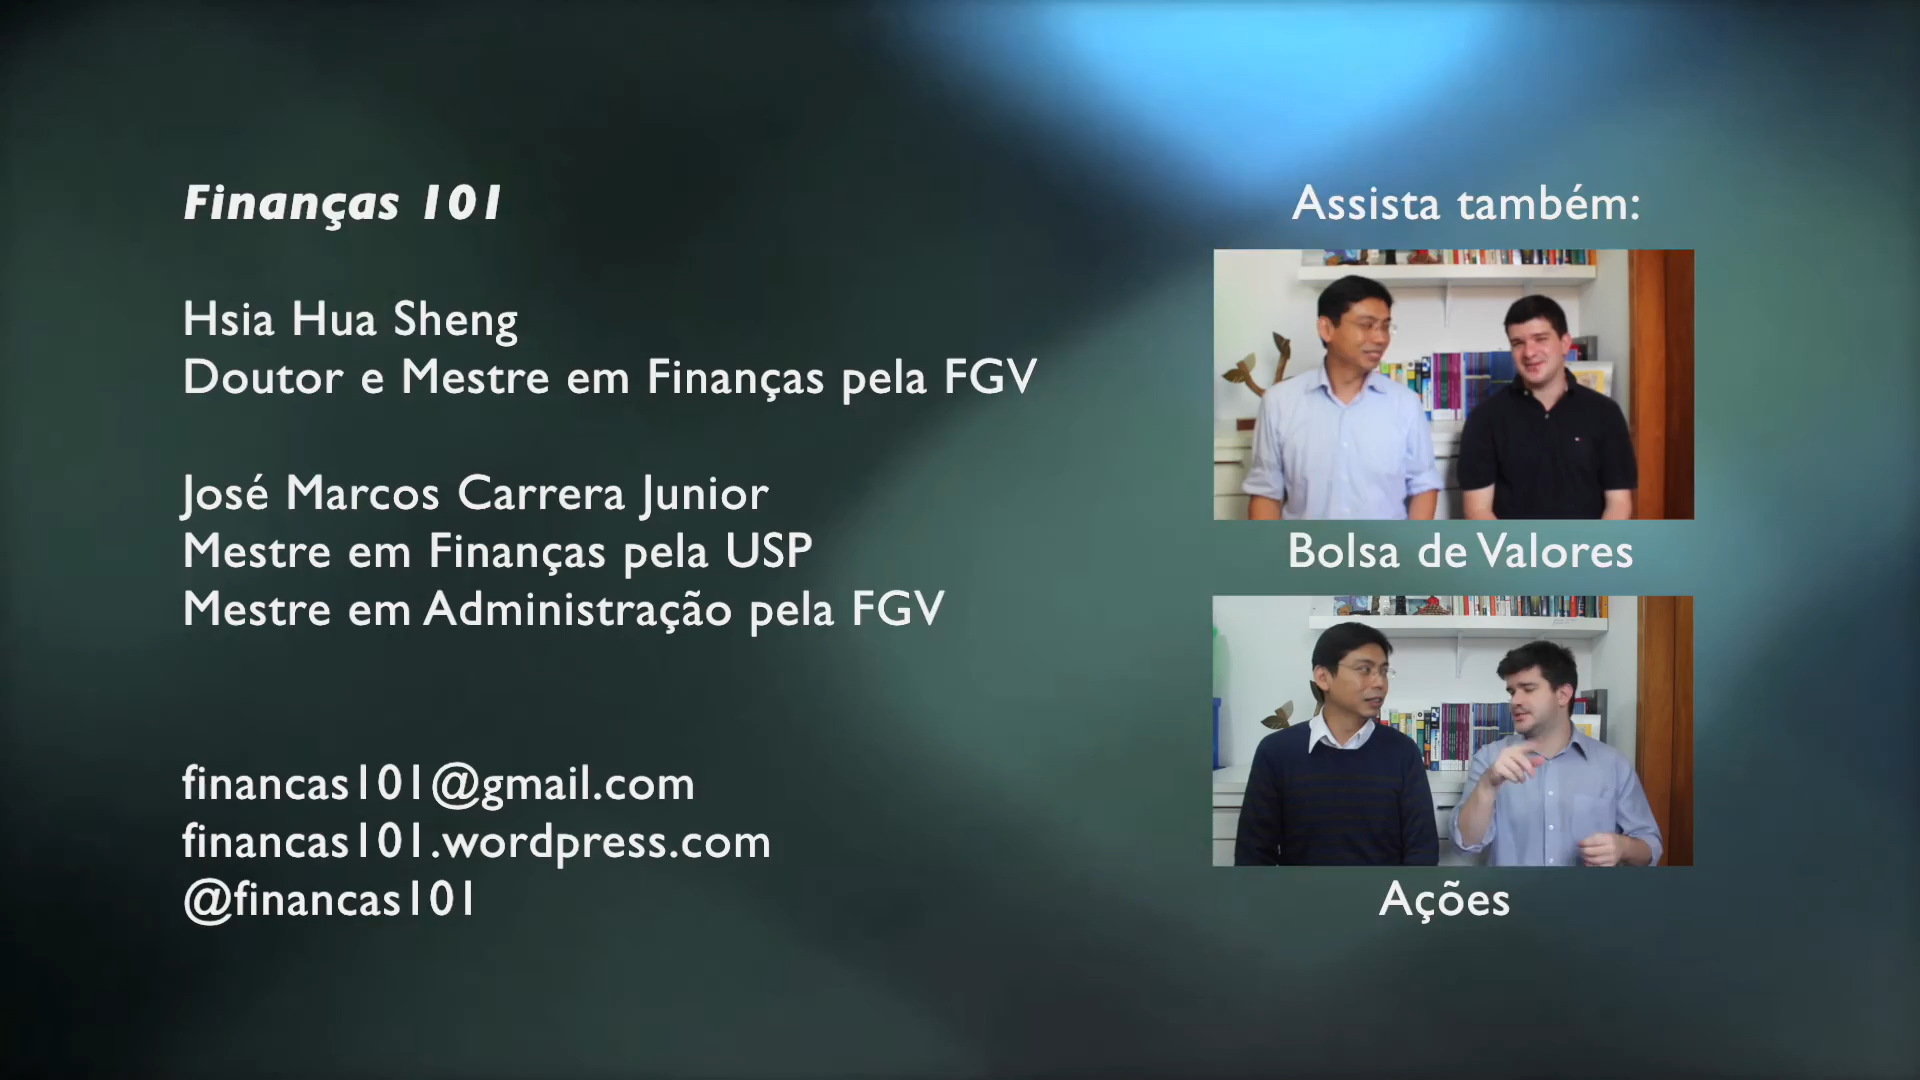 Finanças 101
Hsia Hua Sheng
Doutor e Mestre em Finanças pela FGV
José Marcos Carrera Junior
Mestre em Finanças pela USP
Mestre em Administração pela FGV
financas101@gmail.com
financas101.wordpress.com
@financas101
Assista também:
Bolsa de Valores
Ações